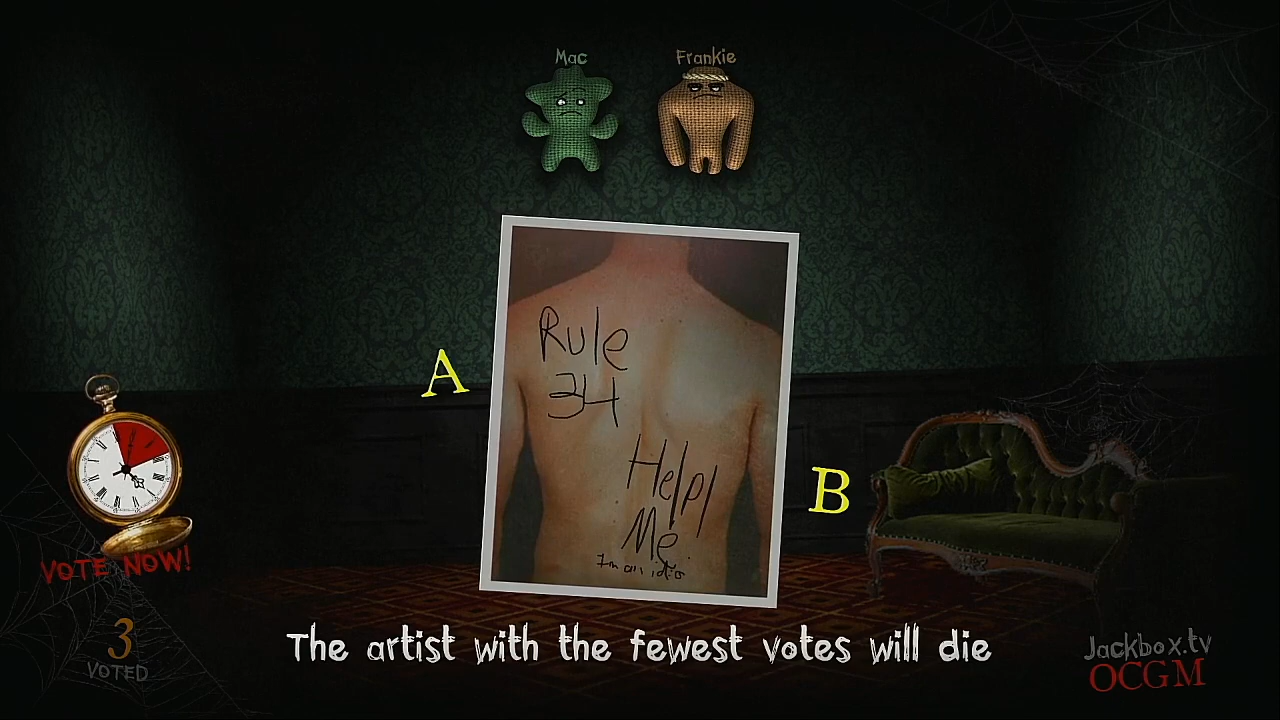 Mac
Frankie
Rule
34
A
Help
Me
B
VOTE NOW!
3
VOTED
The artist with the fewest votes will die
Jackbox.tv
OCGM